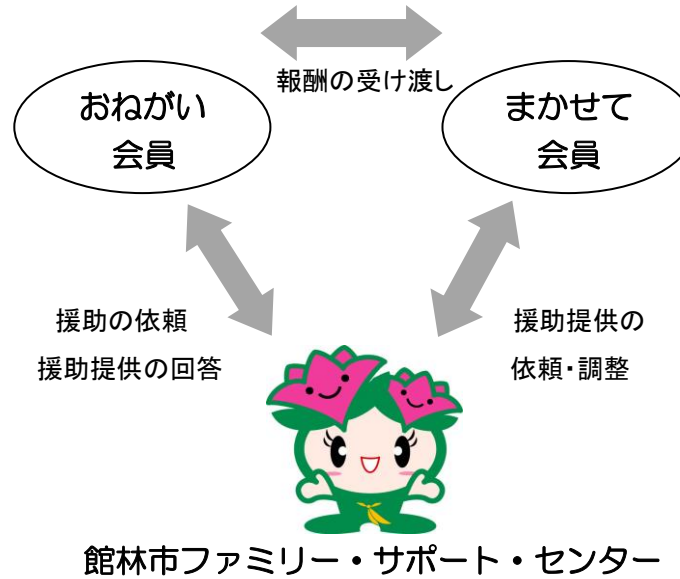 報酬の受け渡し
おねがい
会員
まかせて
会員
援助の依頼
援助提供の回答
援助提供の
依頼・調整
館林市ファミリー・サポート・センター